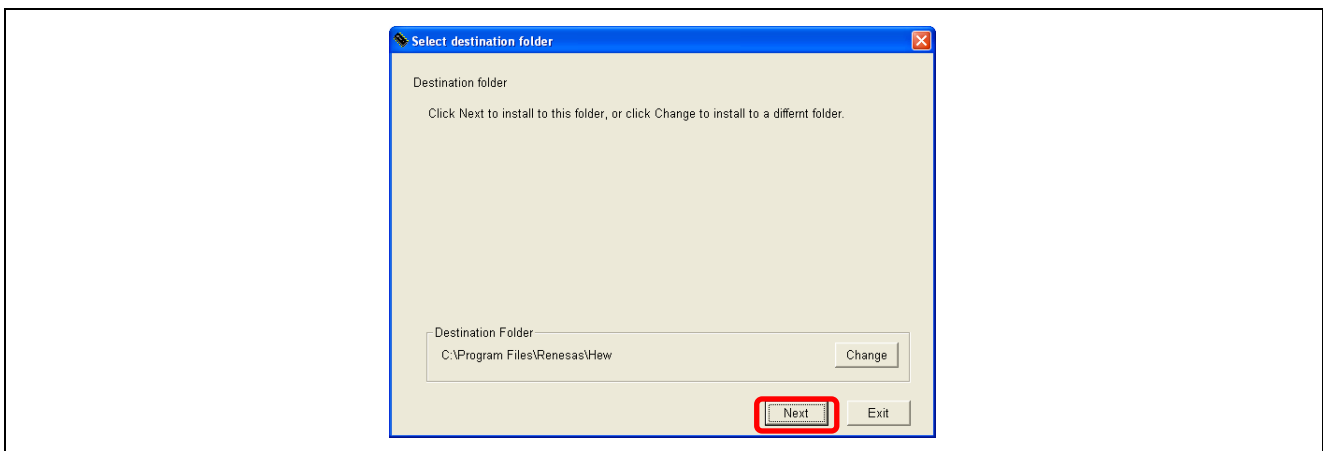 Select destination folder
Destination folder
Click Next to install to this folder, or click Change to install to a differnt folder.
Destination Folder
C:\Program Files\Renesas\Hew
Change
Next
Exit